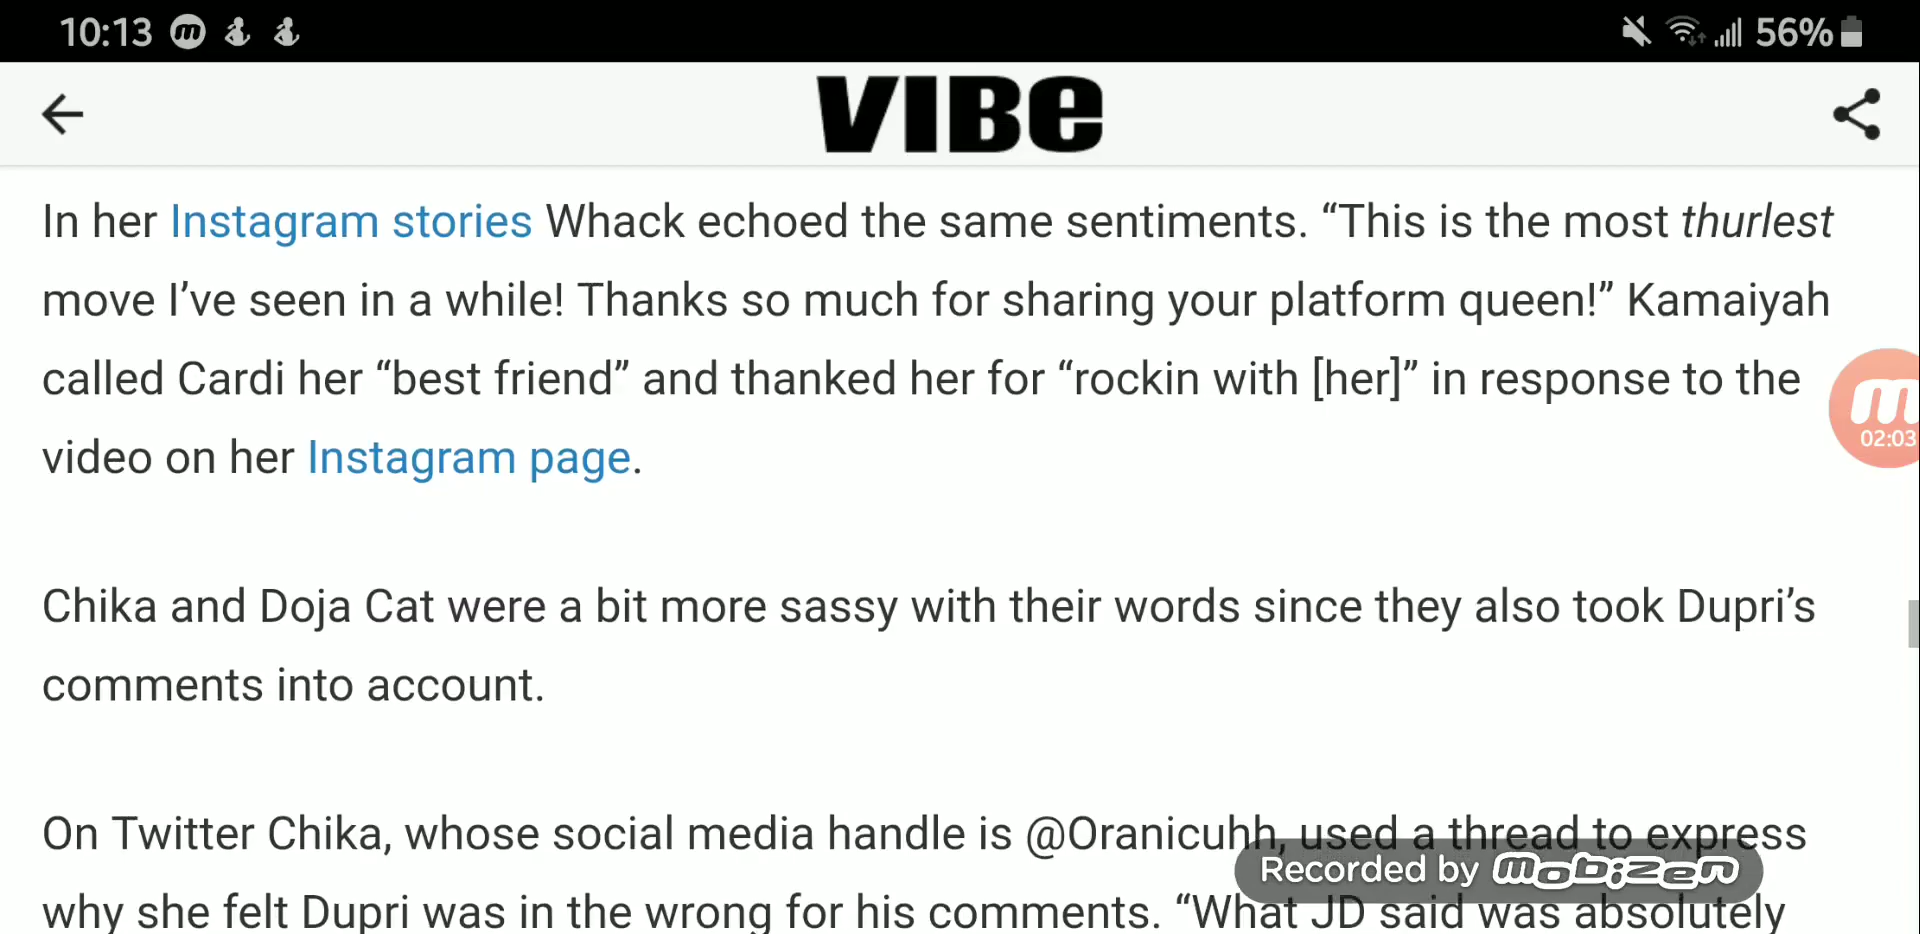 10:13 m 56%
VIBe
In her Instagram stories Whack echoed the same sentiments. “This is the most thurlest
move I’ve seen in a while! Thanks so much for sharing your platform queen!” Kamaiyah
called Cardi her “best friend” and thanked her for “rockin with [her]” in response to the
m
02:03
video on her Instagram page.
Chika and Doja Cat were a bit more sassy with their words since they also took Dupri’s
comments into account.
On Twitter Chika, whose social media handle is @Oranicuhh, used a thread to express
Recorded by mobizen
why she felt Dupri was in the wrong for his comments. “What JD said was absolutely